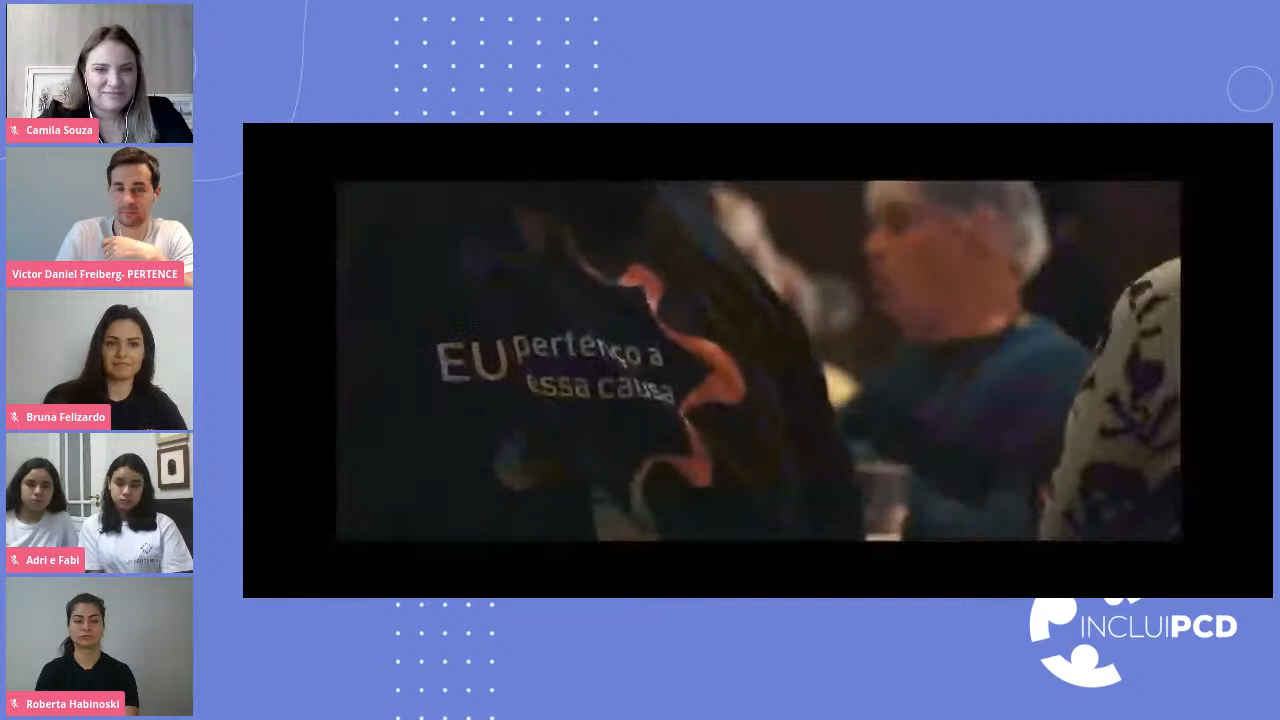 Camila Souza
Victor Daniel Freiberg- PERTENCE
Bruna Felizardo
Adri e Fabi
Roberta Habinoski
EU pertenço a
essa causa
INCLUIPCD